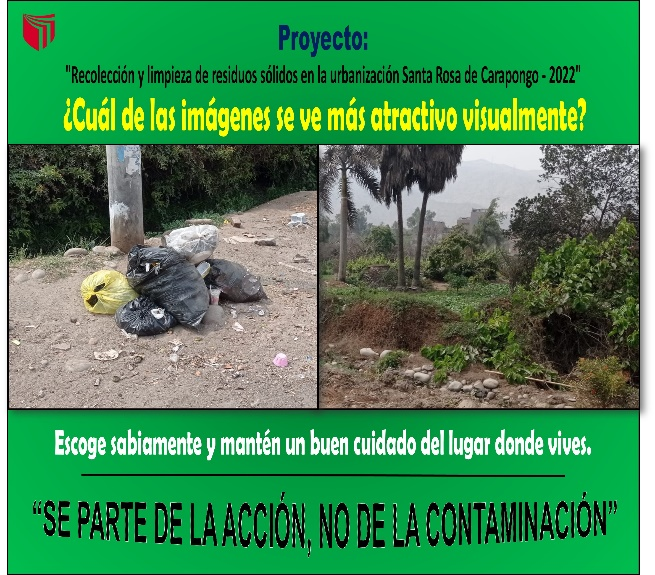 Proyecto:
"Recolección y limpieza de residuos sólidos en la urbanización Santa Rosa de Carapongo - 2022"
¿Cuál de las imágenes se ve más atractivo visualmente?
Escoge sabiamente y mantén un buen cuidado del lugar donde vives.
“SE PARTE DE LA ACCIÓN, NO DE LA CONTAMINACIÓN”